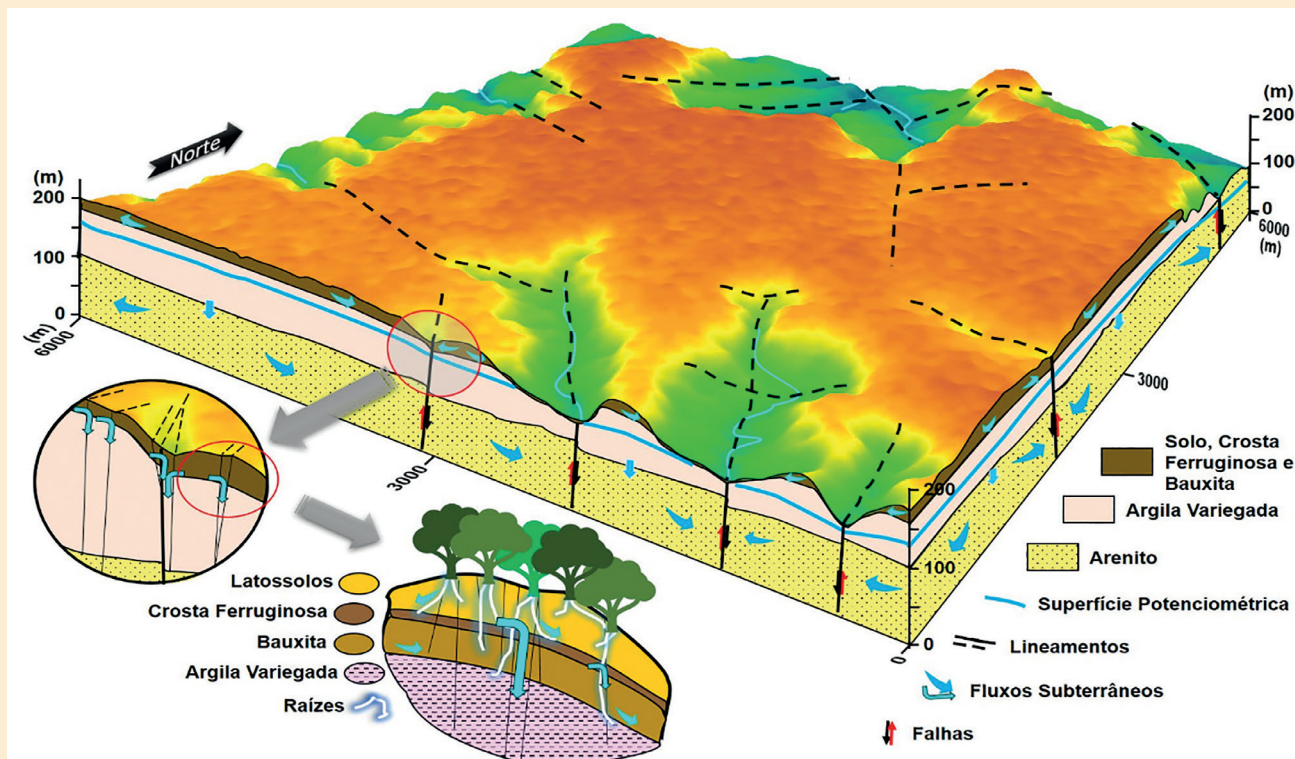 Norte
(m)
200
100
0
(m)
6000
3000
0
(m)
200
100
0
6000
(m)
3000
200
100
0
Solo, Crosta
Ferruginosa e
Bauxita
Argila Variegada
Arenito
Superfície Potenciométrica
Lineamentos
Fluxos Subterrâneos
Falhas
Latossolos
Crosta Ferruginosa
Bauxita
Argila Variegada
Raízes